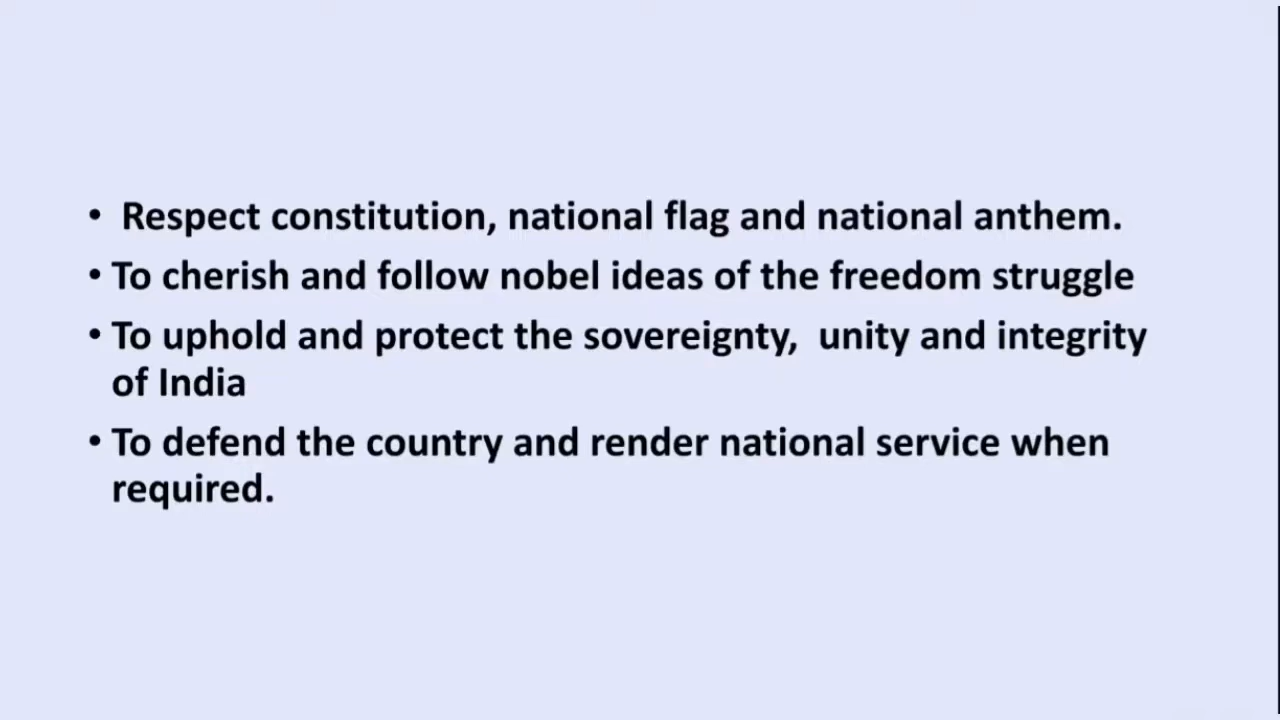 • Respect constitution, national flag and national anthem.
• To cherish and follow nobel ideas of the freedom struggle
• To uphold and protect the sovereignty, unity and integrity
of India
• To defend the country and render national service when
required.